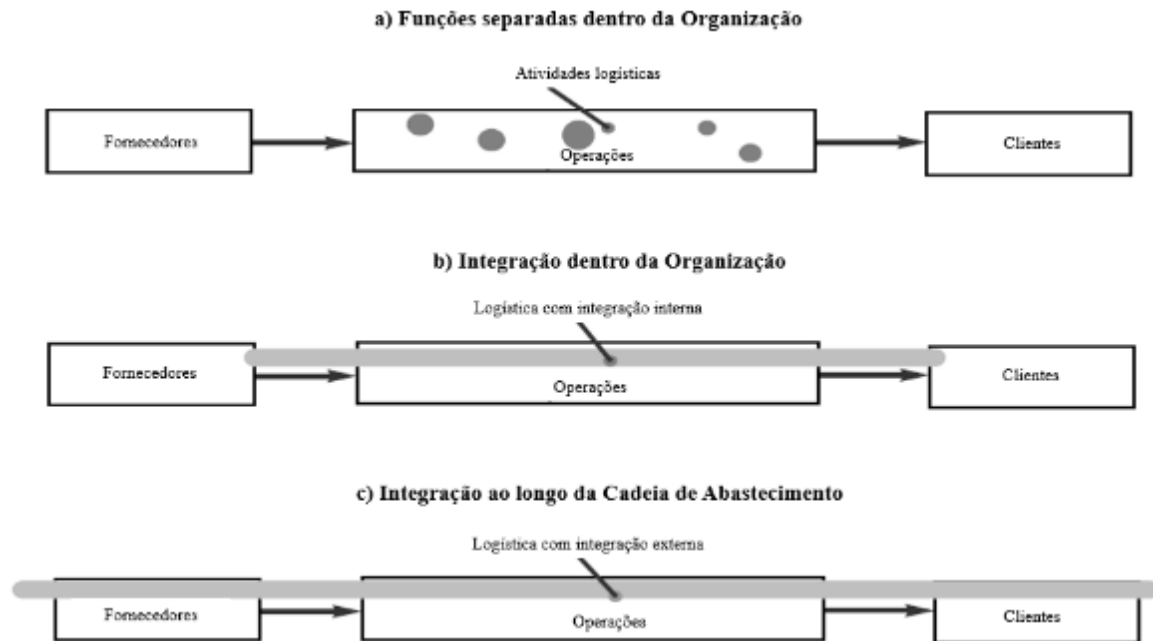 a) Funções separadas dentro da Organização
Atividades logísticas
Fornecedores
Operações
Clientes
b) Integração dentro da Organização
Logística com integração interna
Fornecedores
Operações
Clientes
c) Integração ao longo da Cadeia de Abastecimento
Logística com integração externa
Fornecedores
Operações
Clientes